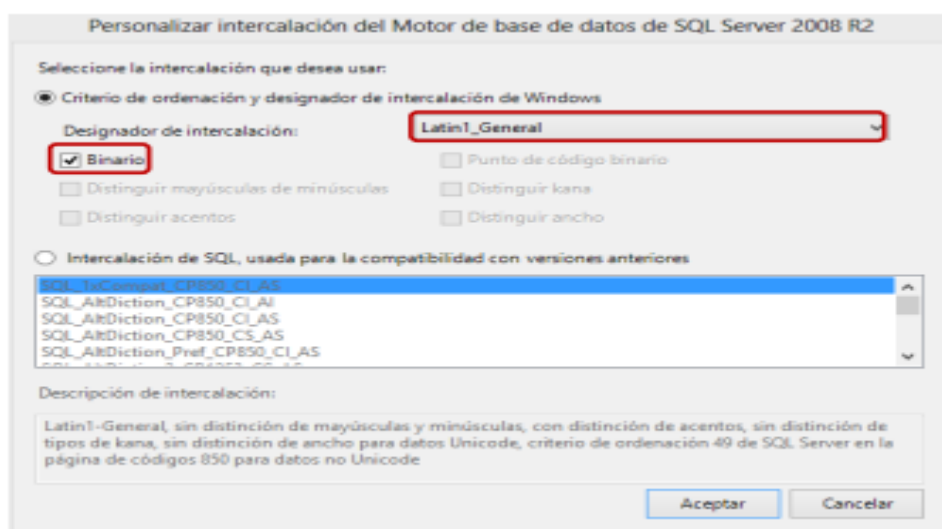 Personalizar intercalación del Motor de base de datos de SQL Server 2008 R2
Seleccione la intercalación que desea usar:
Criterio de ordenación y designador de intercalación de Windows
Designador de intercalación:
Latin1_General
Binario
Punto de código binario
Distinguir mayúsculas de minúsculas
Distinguir kana
Distinguir acentos
Distinguir ancho
Intercalación de SQL, usada para la compatibilidad con versiones anteriores
SQL_1xCompat_CP850_CI_AS
SQL_AltDiction_CP850_CI_AI
SQL_AltDiction_CP850_CI_AS
SQL_AltDiction_CP850_CS_AS
SQL_AltDiction_Pref_CP850_CI_AS
Descripción de intercalación:
Latin1-General, sin distinción de mayúsculas y minúsculas, con distinción de acentos, sin distinción de
tipos de kana, sin distinción de ancho para datos Unicode, criterio de ordenación 49 de SQL Server en la
página de códigos 850 para datos no Unicode
Aceptar
Cancelar